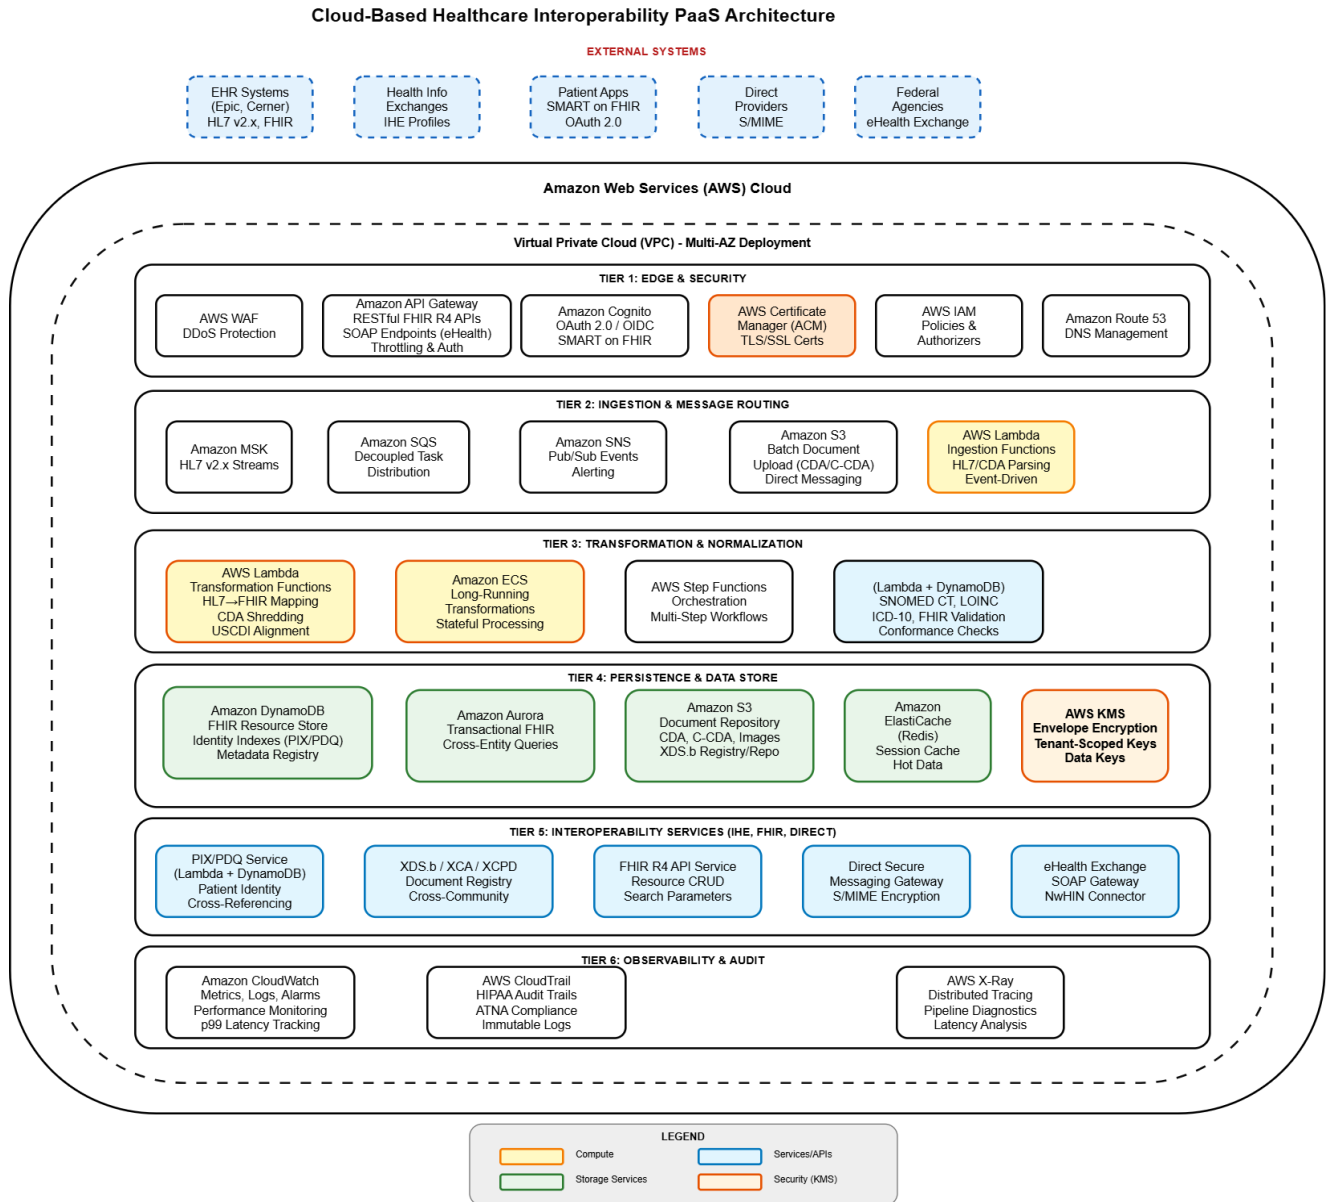 Cloud-Based Healthcare Interoperability PaaS Architecture
EXTERNAL SYSTEMS
EHR Systems
(Epic, Cerner)
HL7 v2.x, FHIR
Health Info
Exchanges
IHE Profiles
Patient Apps
SMART on FHIR
OAuth 2.0
Direct
Providers
S/MIME
Federal
Agencies
eHealth Exchange
Amazon Web Services (AWS) Cloud
Virtual Private Cloud (VPC) - Multi-AZ Deployment
TIER 1: EDGE & SECURITY
AWS WAF
DDoS Protection
Amazon API Gateway
RESTful FHIR R4 APIs
SOAP Endpoints (eHealth)
Throttling & Auth
Amazon Cognito
OAuth 2.0 / OIDC
SMART on FHIR
AWS Certificate
Manager (ACM)
TLS/SSL Certs
AWS IAM
Policies &
Authorizers
Amazon Route 53
DNS Management
TIER 2: INGESTION & MESSAGE ROUTING
Amazon MSK
HL7 v2.x Streams
Amazon SQS
Decoupled Task
Distribution
Amazon SNS
Pub/Sub Events
Alerting
Amazon S3
Batch Document
Upload (CDA/C-CDA)
Direct Messaging
AWS Lambda
Ingestion Functions
HL7/CDA Parsing
Event-Driven
TIER 3: TRANSFORMATION & NORMALIZATION
AWS Lambda
Transformation Functions
HL7→FHIR Mapping
CDA Shredding
USCDI Alignment
Amazon ECS
Long-Running
Transformations
Stateful Processing
AWS Step Functions
Orchestration
Multi-Step Workflows
(Lambda + DynamoDB)
SNOMED CT, LOINC
ICD-10, FHIR Validation
Conformance Checks
TIER 4: PERSISTENCE & DATA STORE
Amazon DynamoDB
FHIR Resource Store
Identity Indexes (PIX/PDQ)
Metadata Registry
Amazon Aurora
Transactional FHIR
Cross-Entity Queries
Amazon S3
Document Repository
CDA, C-CDA, Images
XDS.b Registry/Repo
Amazon
ElastiCache
(Redis)
Session Cache
Hot Data
AWS KMS
Envelope Encryption
Tenant-Scoped Keys
Data Keys
TIER 5: INTEROPERABILITY SERVICES (IHE, FHIR, DIRECT)
PIX/PDQ Service
(Lambda + DynamoDB)
Patient Identity
Cross-Referencing
XDS.b / XCA / XCPD
Document Registry
Cross-Community
FHIR R4 API Service
Resource CRUD
Search Parameters
Direct Secure
Messaging Gateway
S/MIME Encryption
eHealth Exchange
SOAP Gateway
NwHIN Connector
TIER 6: OBSERVABILITY & AUDIT
Amazon CloudWatch
Metrics, Logs, Alarms
Performance Monitoring
p99 Latency Tracking
AWS CloudTrail
HIPAA Audit Trails
ATNA Compliance
Immutable Logs
AWS X-Ray
Distributed Tracing
Pipeline Diagnostics
Latency Analysis
LEGEND
Compute
Services/APIs
Storage Services
Security (KMS)